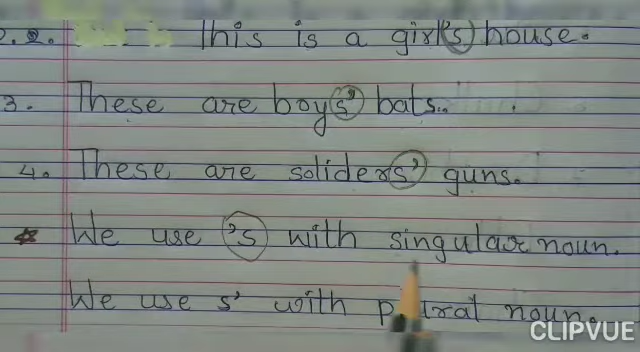 2. This is a girl's house.
3. These are boys' bats.
4. These are soliders' guns.
We use 's with singular noun.
We use s' with plural noun.
CLIPVUE